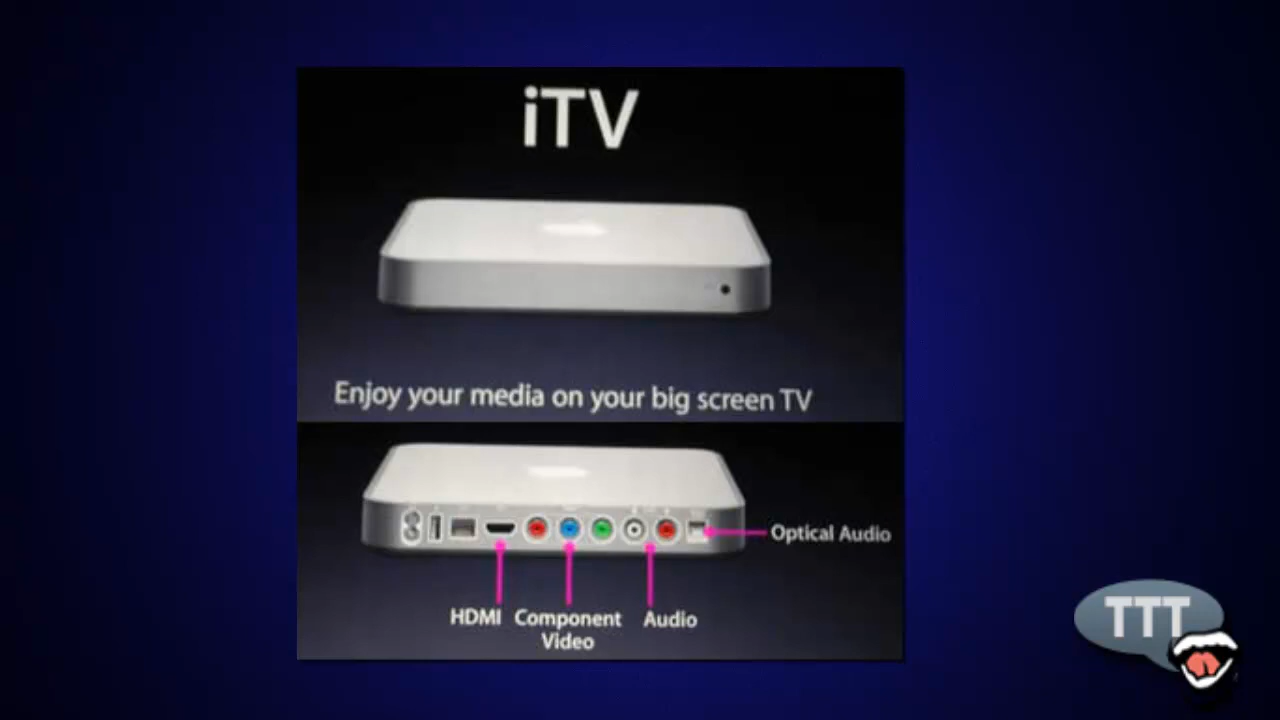 iTV
Enjoy your media on your big screen TV
Optical Audio
HDMI
Component
Video
Audio
TTT